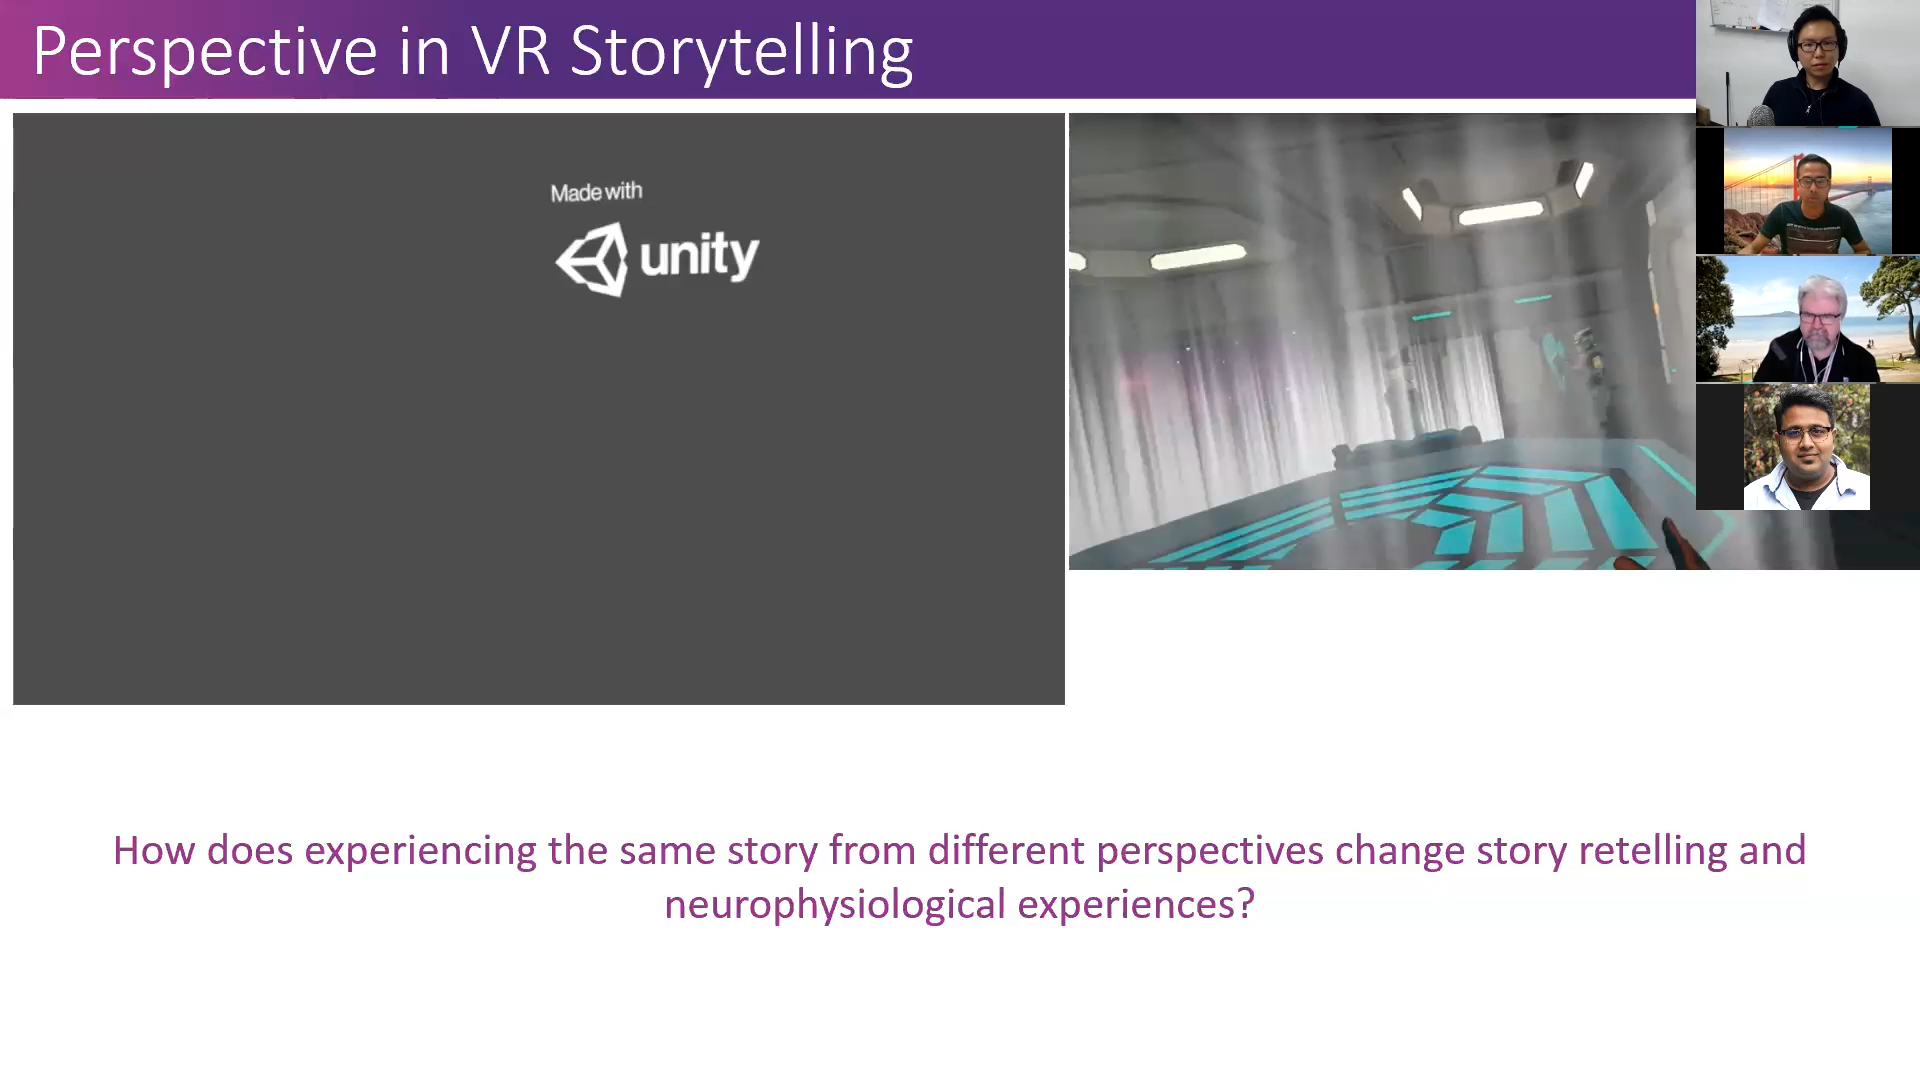 Perspective in VR Storytelling
Made with
unity
How does experiencing the same story from different perspectives change story retelling and
neurophysiological experiences?